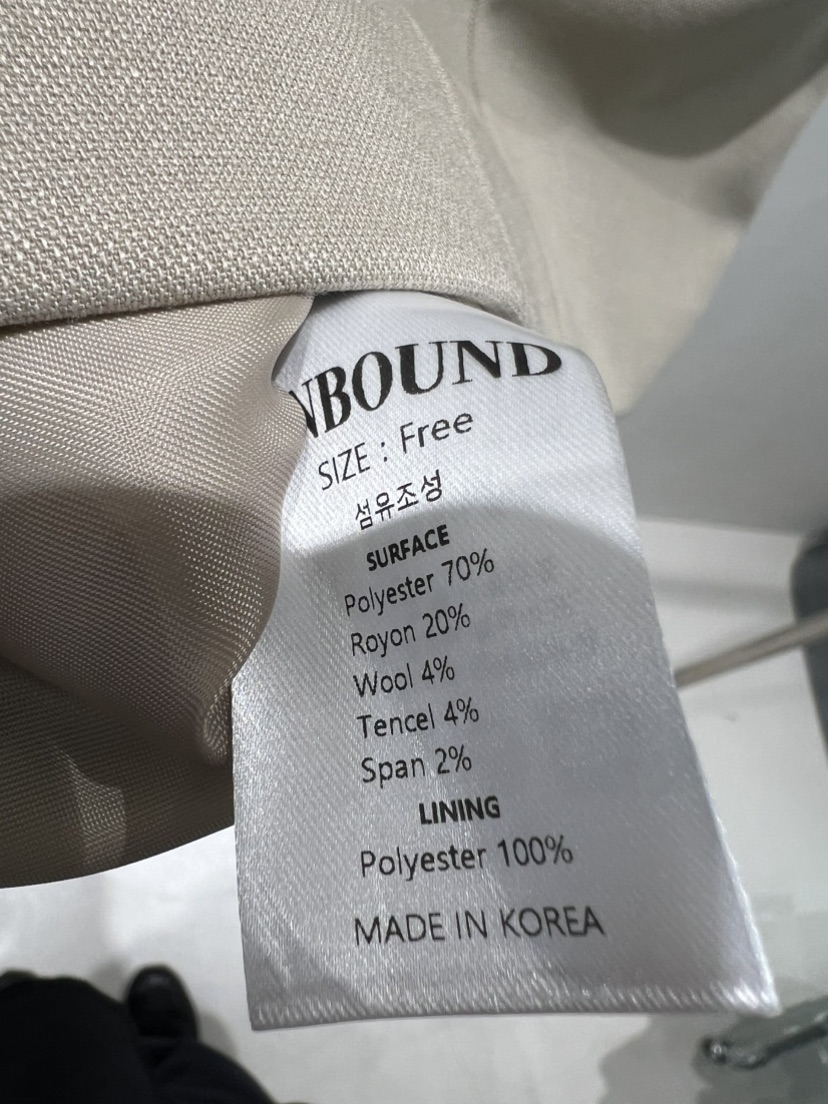 NBOUND
SIZE : Free
섬유조성
SURFACE
Polyester 70%
Royon 20%
Wool 4%
Tencel 4%
Span 2%
LINING
Polyester 100%
MADE IN KOREA